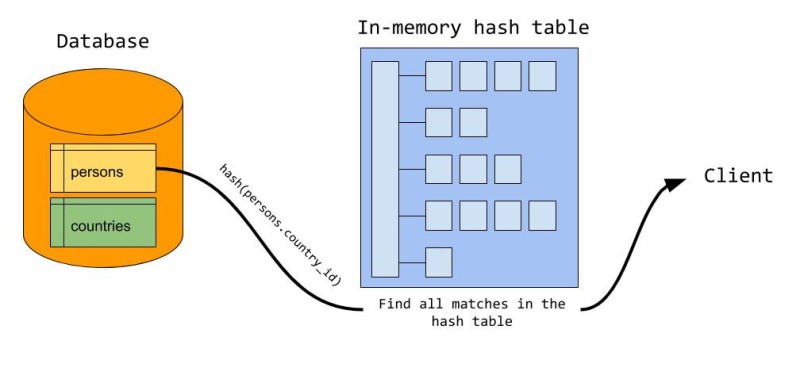 In-memory hash table
Database
persons
countries
hash(persons.country_id)
Client
Find all matches in the
hash table